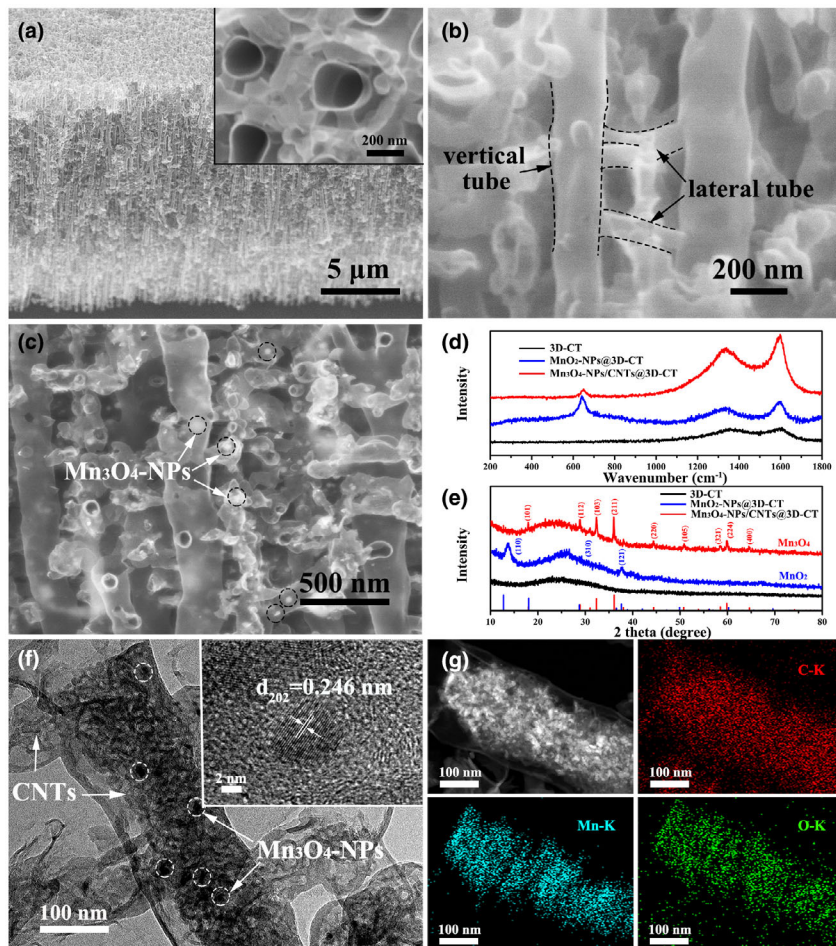 (a)
200 nm
5 μm
(b)
vertical
tube
lateral tube
200 nm
(c)
Mn₃O₄-NPs
500 nm
(d)
3D-CT
MnO₂-NPs@3D-CT
Mn₃O₄-NPs/CNTs@3D-CT
Intensity
200 400 600 800 1000 1200 1400 1600 1800
Wavenumber (cm⁻¹)
(e)
3D-CT
MnO₂-NPs@3D-CT
Mn₃O₄-NPs/CNTs@3D-CT
(101) (112) (103) (211) (220) (105) (321) (224) (400)
Mn₃O₄
(110) (310) (121)
MnO₂
Intensity
10 20 30 40 50 60 70 80
2 theta (degree)
(f)
d₂₀₂=0.246 nm
2 nm
CNTs
Mn₃O₄-NPs
100 nm
(g)
100 nm
C-K
100 nm
Mn-K
100 nm
O-K
100 nm